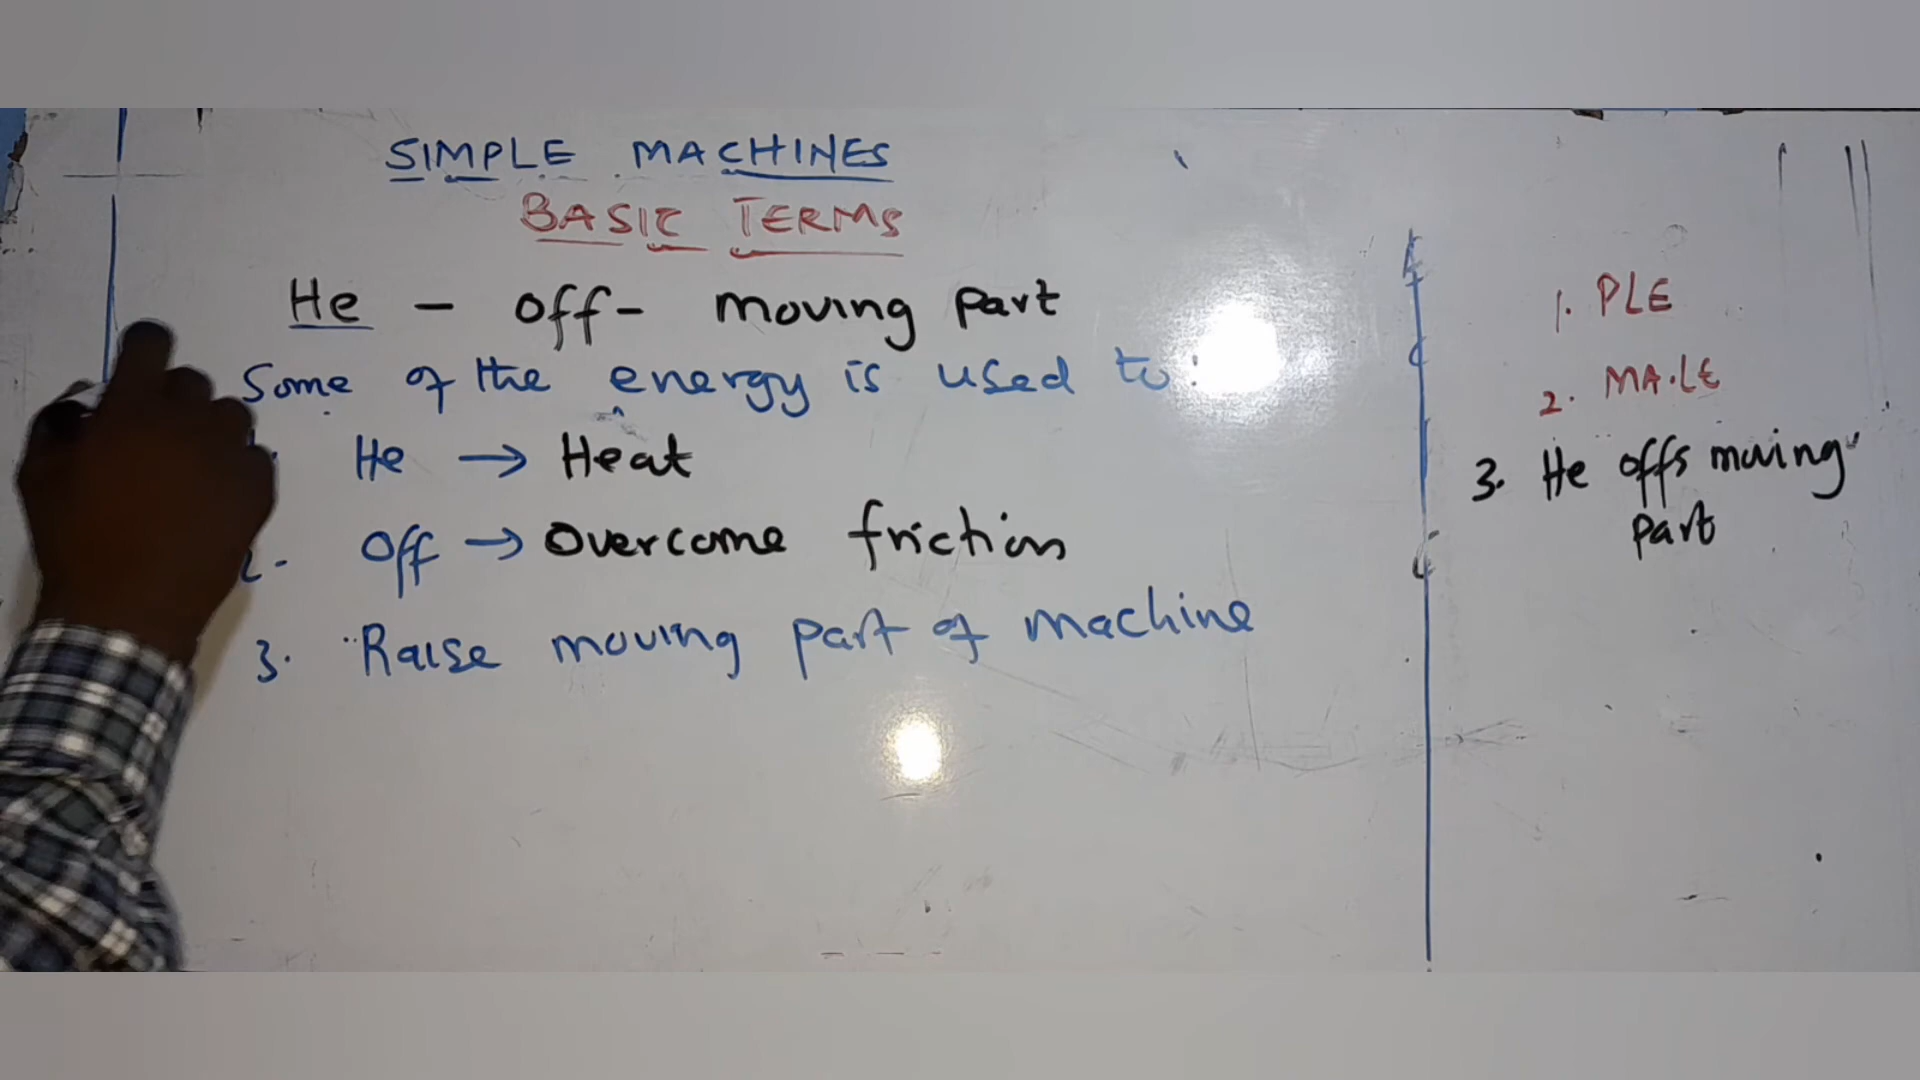 SIMPLE MACHINES
BASIC TERMS
He - off - moving part
Some of the energy is used to:
He → Heat
2. Off → Overcome friction
3. Raise moving part of machine
1. PLE
2. MA.LE
3. He offs moving
part